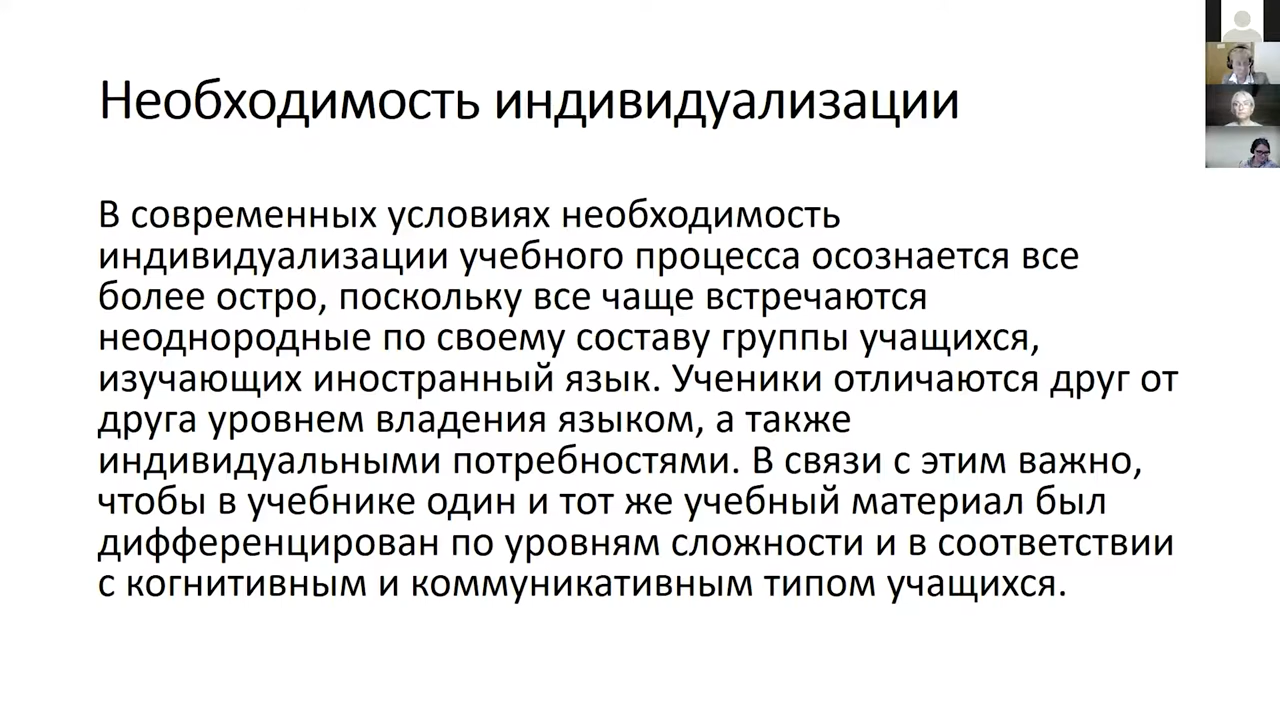 Необходимость индивидуализации
В современных условиях необходимость
индивидуализации учебного процесса осознается все
более остро, поскольку все чаще встречаются
неоднородные по своему составу группы учащихся,
изучающих иностранный язык. Ученики отличаются друг от
друга уровнем владения языком, а также
индивидуальными потребностями. В связи с этим важно,
чтобы в учебнике один и тот же учебный материал был
дифференцирован по уровням сложности и в соответствии
с когнитивным и коммуникативным типом учащихся.